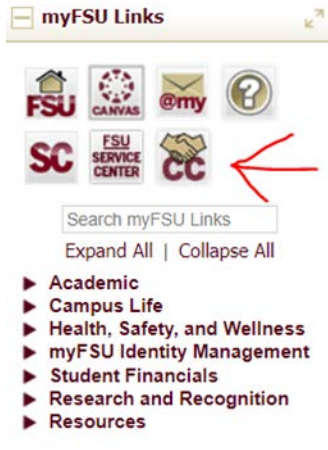 myFSU Links
FSU CANVAS @my ?
SC FSU SERVICE CENTER CC
Search myFSU Links
Expand All | Collapse All
Academic
Campus Life
Health, Safety, and Wellness
myFSU Identity Management
Student Financials
Research and Recognition
Resources